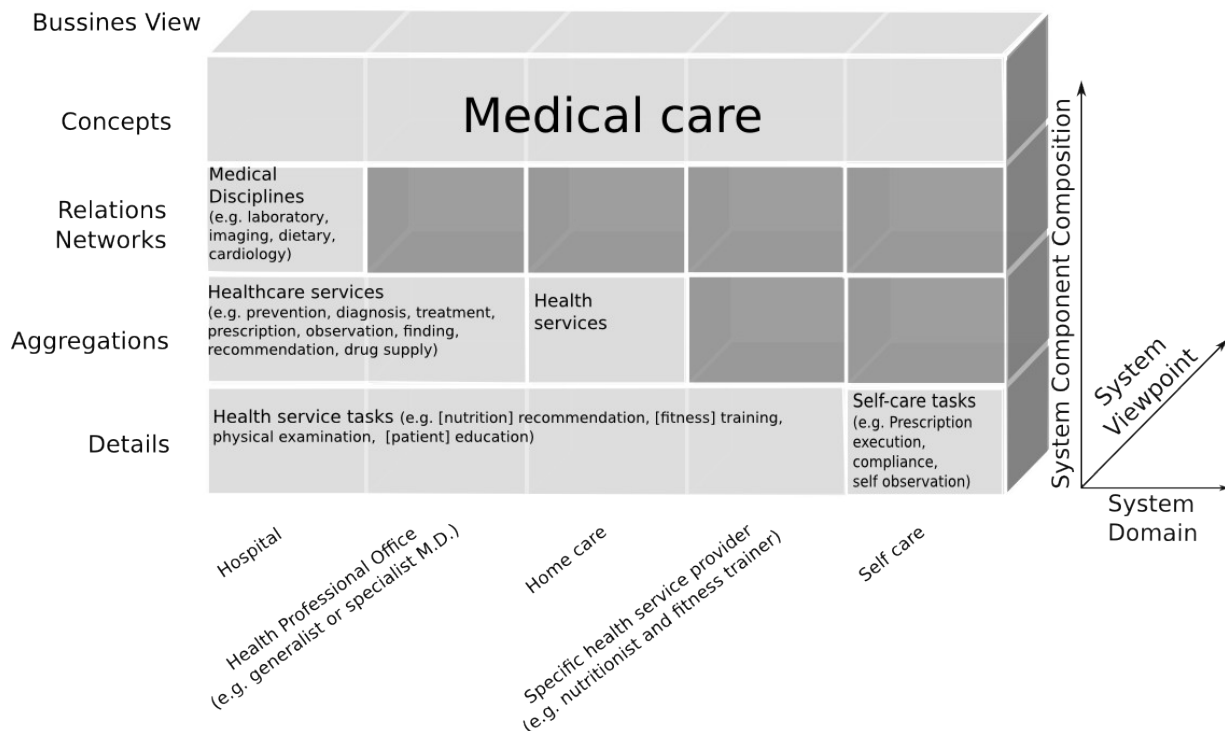 Bussines View
Concepts
Medical care
Relations
Networks
Medical
Disciplines
(e.g. laboratory,
imaging, dietary,
cardiology)
Aggregations
Healthcare services
(e.g. prevention, diagnosis, treatment,
prescription, observation, finding,
recommendation, drug supply)
Health
services
Details
Health service tasks (e.g. [nutrition] recommendation, [fitness] training,
physical examination, [patient] education)
Self-care tasks
(e.g. Prescription
execution,
compliance,
self observation)
Hospital
Health Professional Office
(e.g. generalist or specialist M.D.)
Home care
Specific health service provider
(e.g. nutritionist and fitness trainer)
Self care
System Component Composition
System
Viewpoint
System
Domain